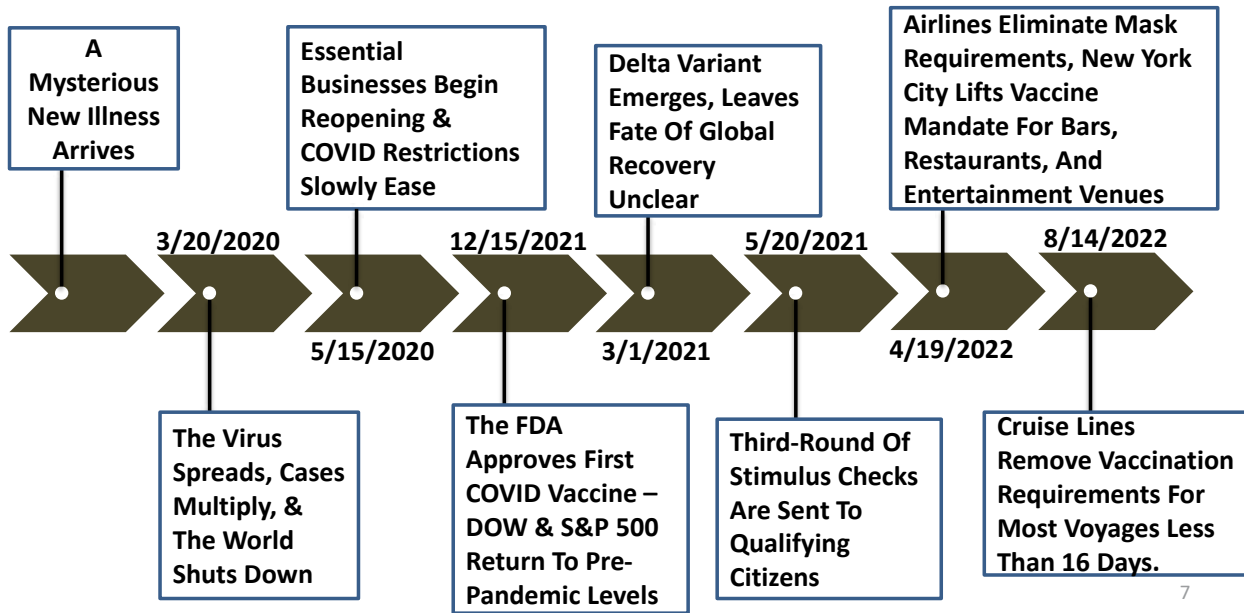 A
Mysterious
New Illness
Arrives
3/20/2020
The Virus
Spreads, Cases
Multiply, &
The World
Shuts Down
Essential
Businesses Begin
Reopening &
COVID Restrictions
Slowly Ease
5/15/2020
12/15/2021
The FDA
Approves First
COVID Vaccine –
DOW & S&P 500
Return To Pre-
Pandemic Levels
Delta Variant
Emerges, Leaves
Fate Of Global
Recovery
Unclear
3/1/2021
5/20/2021
Third-Round Of
Stimulus Checks
Are Sent To
Qualifying
Citizens
Airlines Eliminate Mask
Requirements, New York
City Lifts Vaccine
Mandate For Bars,
Restaurants, And
Entertainment Venues
4/19/2022
8/14/2022
Cruise Lines
Remove Vaccination
Requirements For
Most Voyages Less
Than 16 Days.
7